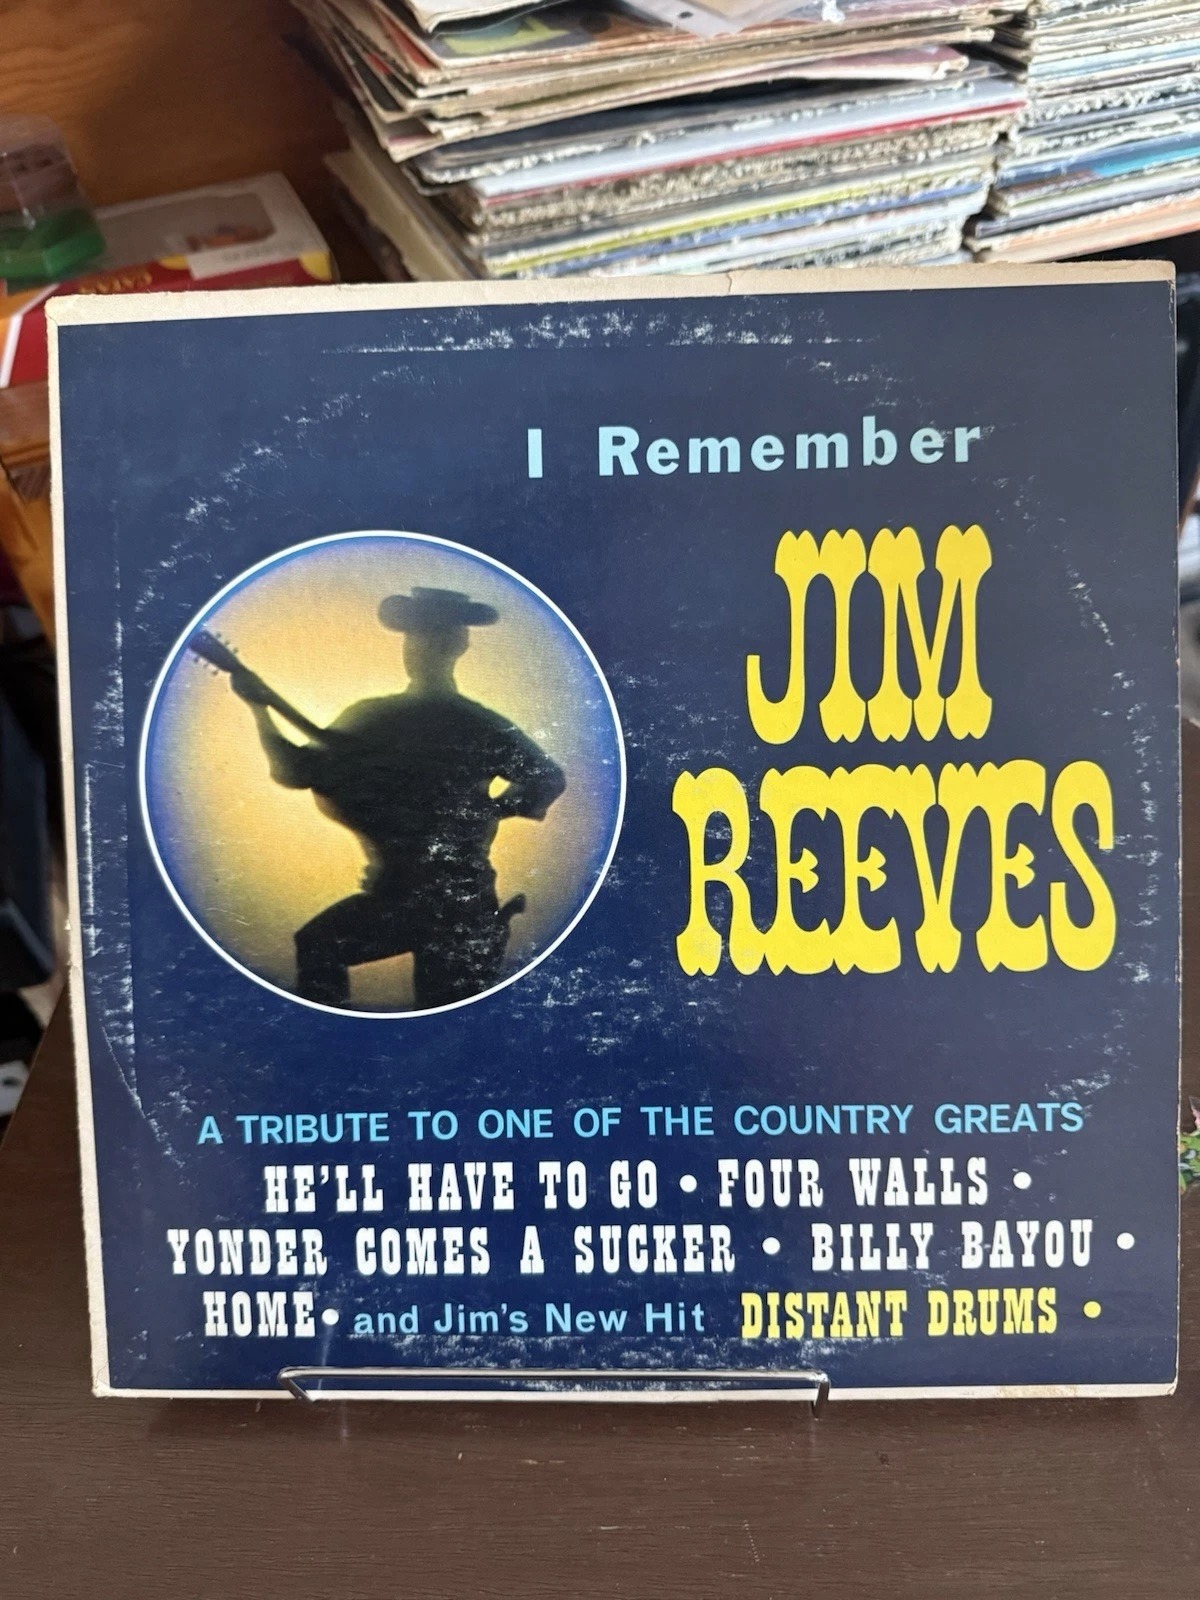 I Remember
JIM
REEVES
A TRIBUTE TO ONE OF THE COUNTRY GREATS
HE'LL HAVE TO GO • FOUR WALLS •
YONDER COMES A SUCKER • BILLY BAYOU •
HOME • and Jim's New Hit DISTANT DRUMS •